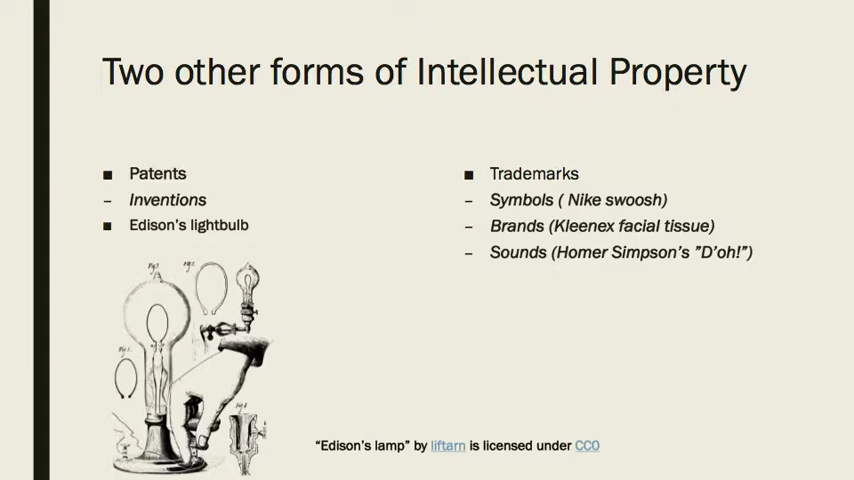 Two other forms of Intellectual Property
■ Patents
– Inventions
■ Edison's lightbulb
■ Trademarks
– Symbols ( Nike swoosh)
– Brands (Kleenex facial tissue)
– Sounds (Homer Simpson's ”D'oh!”)
“Edison's lamp” by liftarn is licensed under CC0